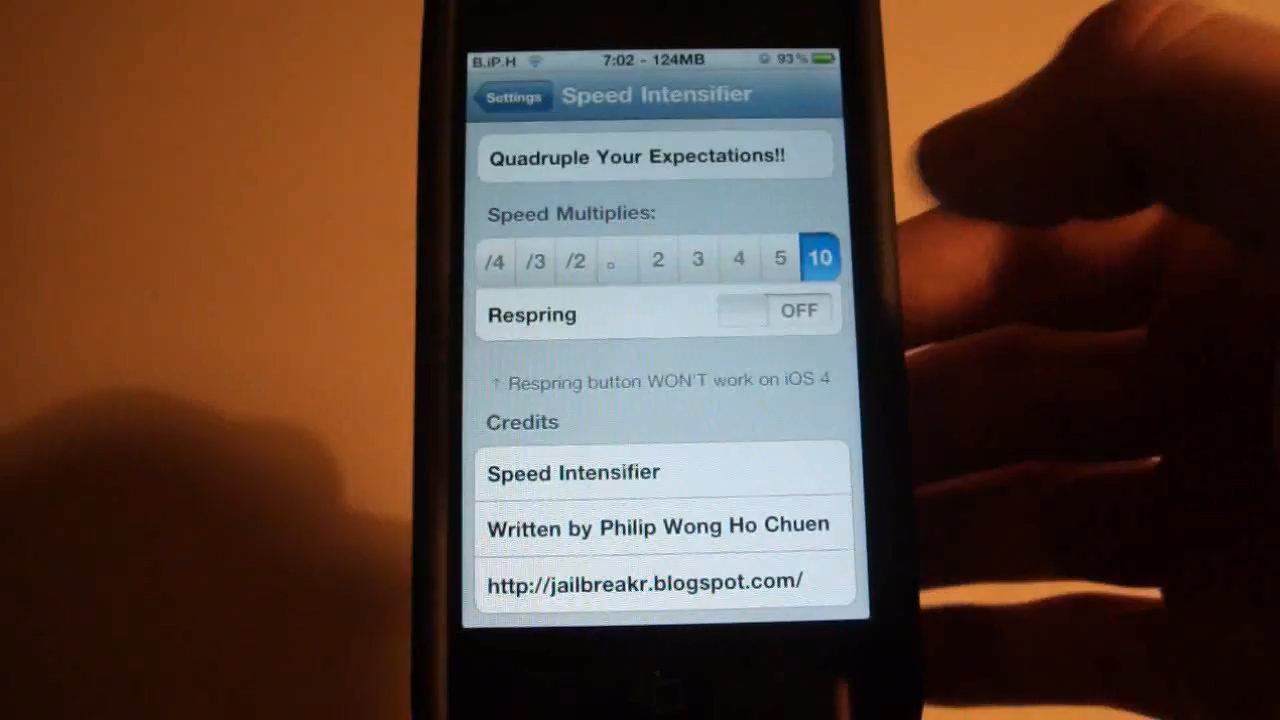 B.iP.H 7:02 - 124MB 93%
Settings Speed Intensifier
Quadruple Your Expectations!!
Speed Multiplies:
/4 /3 /2 。 2 3 4 5 10
Respring OFF
↑ Respring button WON'T work on iOS 4
Credits
Speed Intensifier
Written by Philip Wong Ho Chuen
http://jailbreakr.blogspot.com/